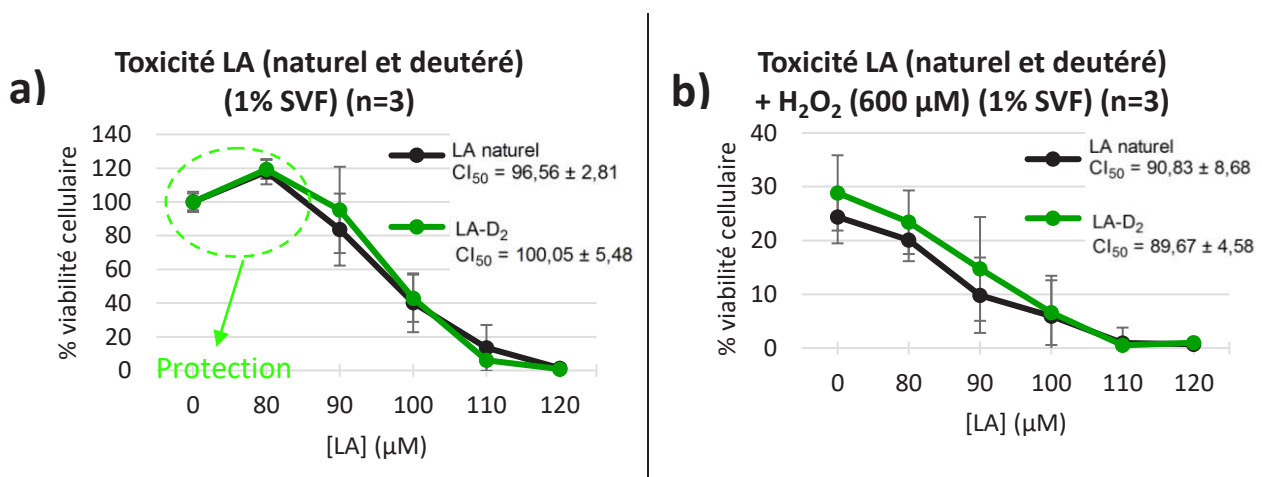 a)
Toxicité LA (naturel et deutéré)
(1% SVF) (n=3)
% viabilité cellulaire
140
120
100
80
60
40
20
0
LA naturel
CI₅₀ = 96,56 ± 2,81
LA-D₂
CI₅₀ = 100,05 ± 5,48
Protection
0 80 90 100 110 120
[LA] (µM)
b)
Toxicité LA (naturel et deutéré)
+ H₂O₂ (600 µM) (1% SVF) (n=3)
% viabilité cellulaire
40
30
20
10
0
LA naturel
CI₅₀ = 90,83 ± 8,68
LA-D₂
CI₅₀ = 89,67 ± 4,58
0 80 90 100 110 120
[LA] (µM)